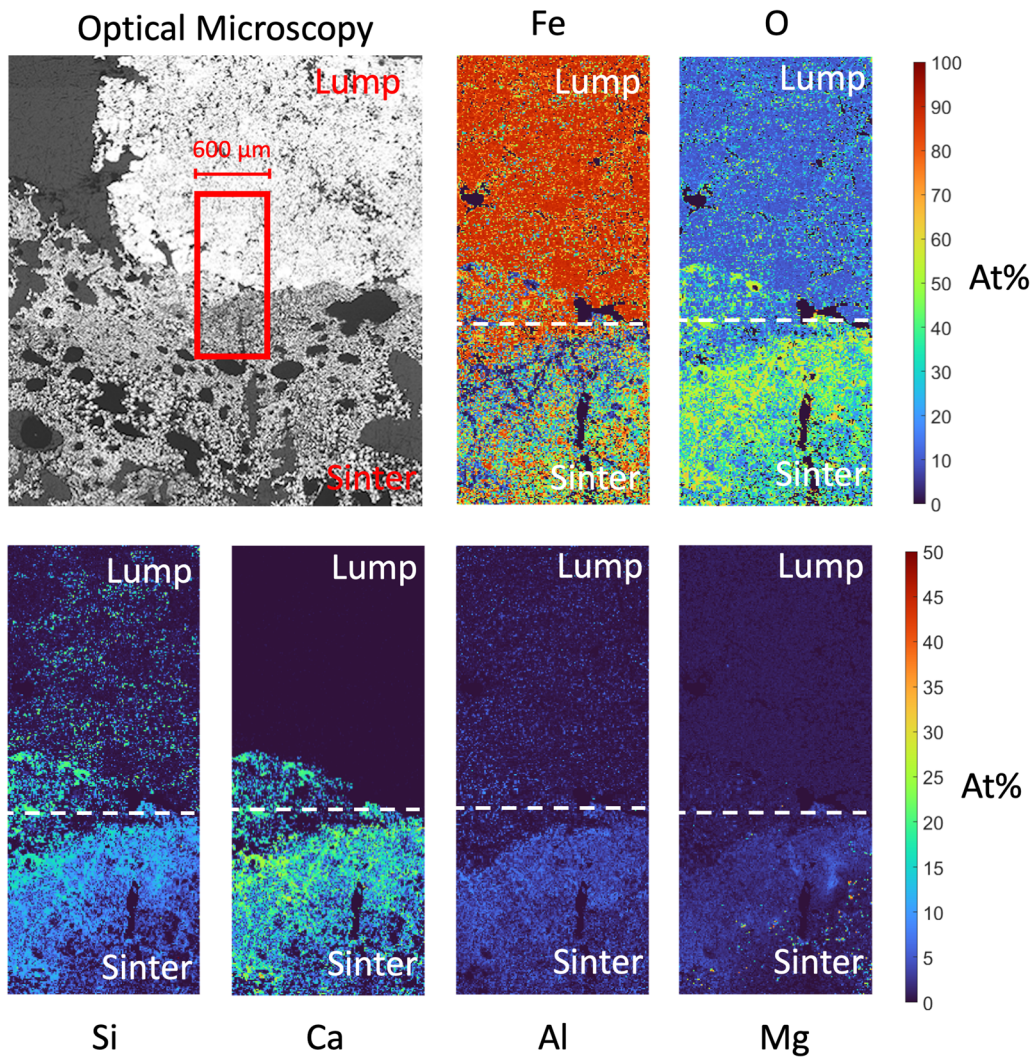 Optical Microscopy
Fe
O
Lump
600 μm
Sinter
Lump
Sinter
Lump
Sinter
100
90
80
70
60
50
40
30
20
10
0
At%
Lump
Sinter
Lump
Sinter
Lump
Sinter
Lump
Sinter
50
45
40
35
30
25
20
15
10
5
0
At%
Si
Ca
Al
Mg